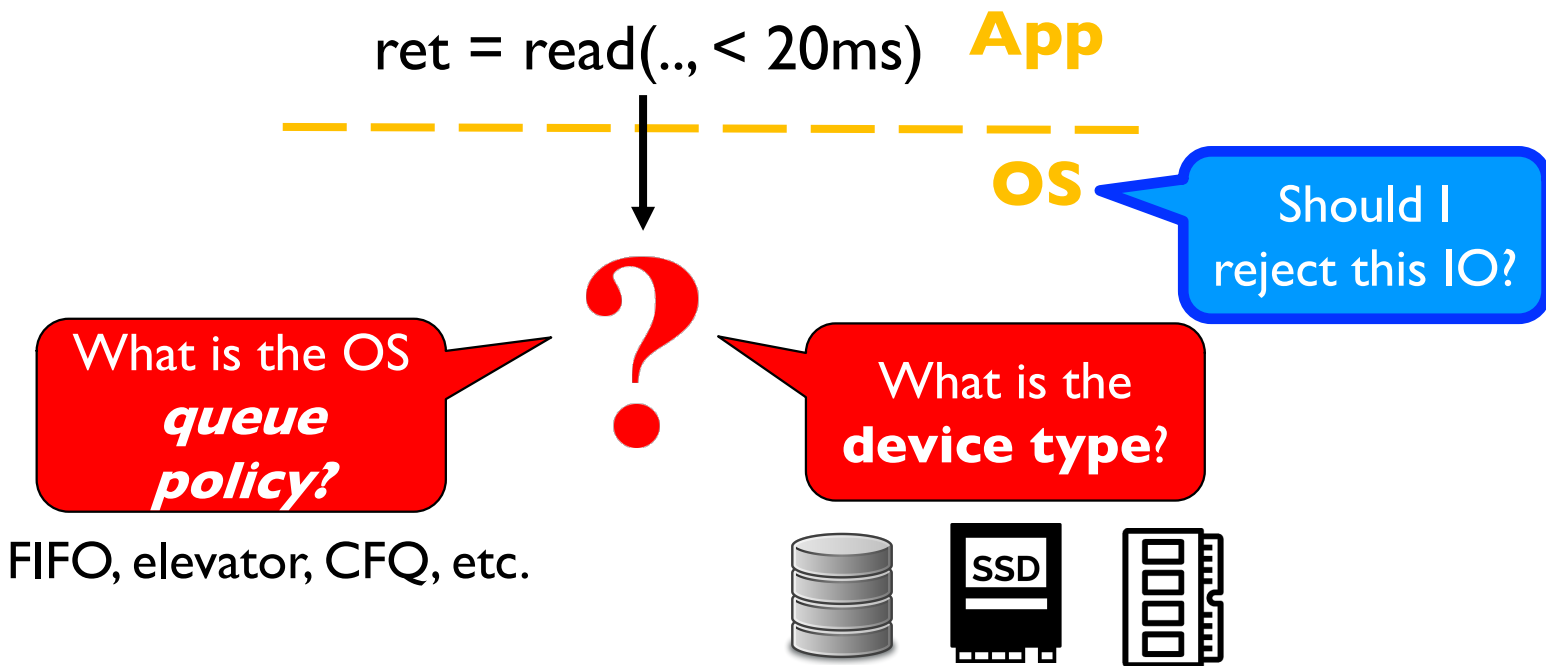 ret = read(.., < 20ms)
App
OS
Should I
reject this IO?
?
What is the OS
queue
policy?
What is the
device type?
FIFO, elevator, CFQ, etc.
SSD